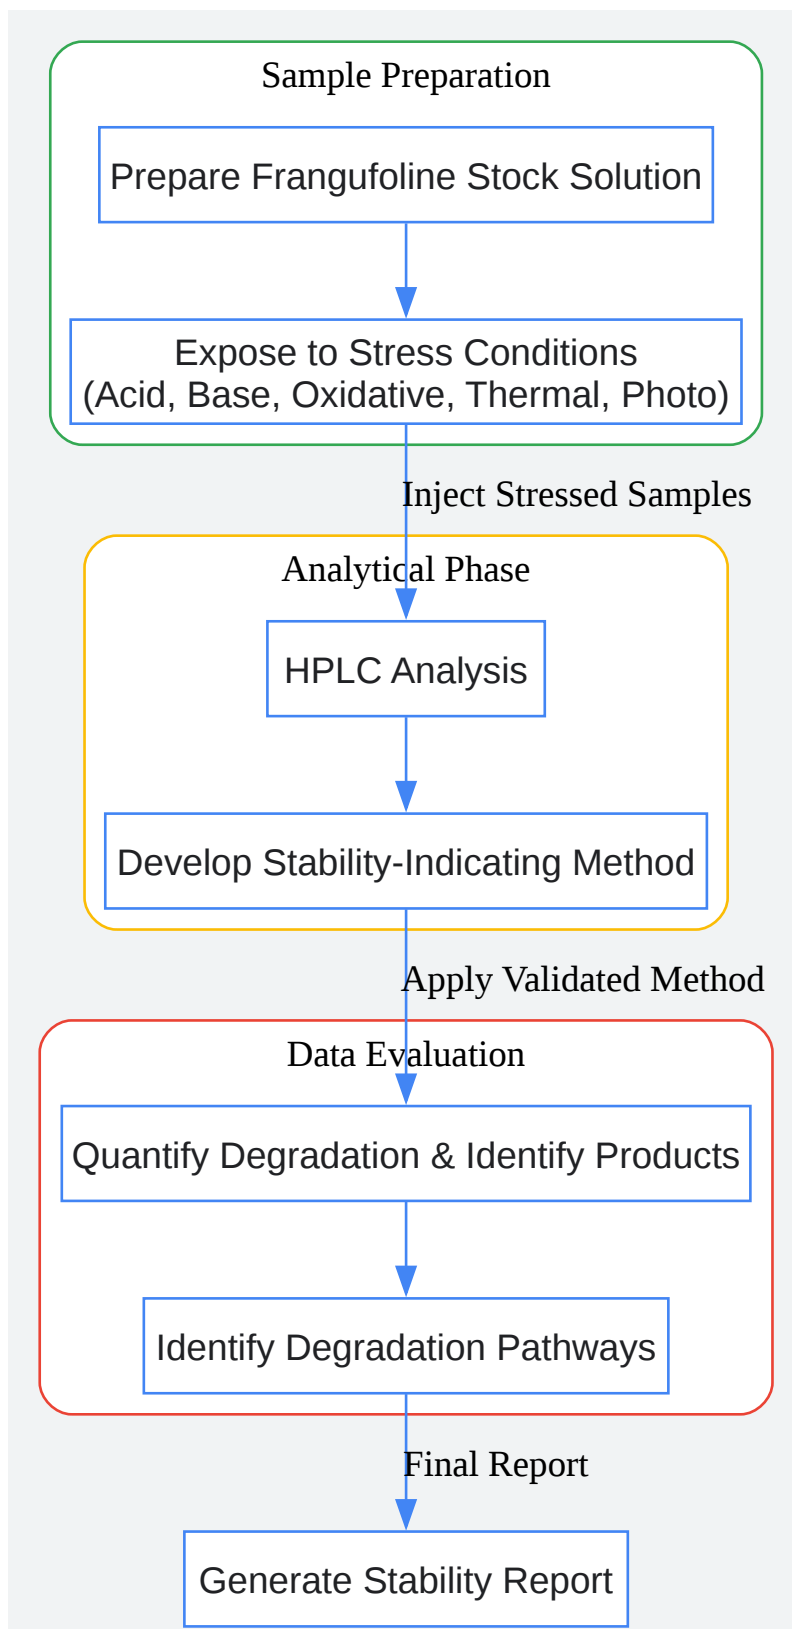 Sample Preparation
Prepare Frangufoline Stock Solution
Expose to Stress Conditions
(Acid, Base, Oxidative, Thermal, Photo)
Inject Stressed Samples
Analytical Phase
HPLC Analysis
Develop Stability-Indicating Method
Apply Validated Method
Data Evaluation
Quantify Degradation & Identify Products
Identify Degradation Pathways
Final Report
Generate Stability Report